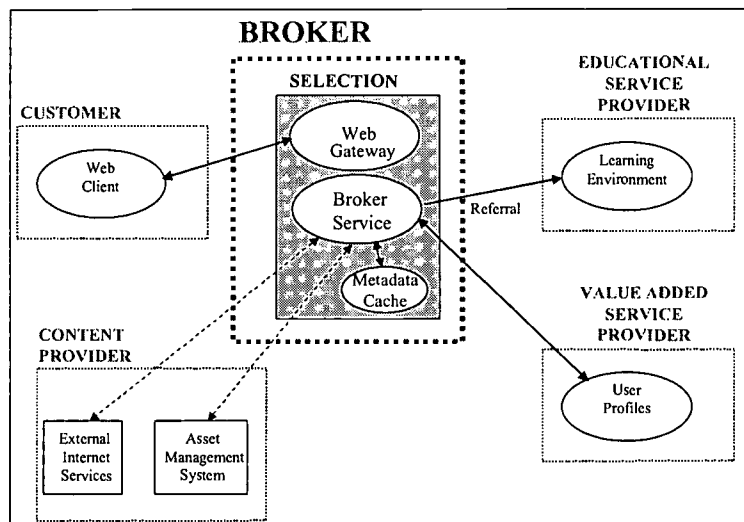 BROKER
SELECTION
CUSTOMER
Web
Client
Web
Gateway
Broker
Service
Metadata
Cache
EDUCATIONAL
SERVICE
PROVIDER
Learning
Environment
Referral
VALUE ADDED
SERVICE
PROVIDER
User
Profiles
CONTENT
PROVIDER
External
Internet
Services
Asset
Management
System